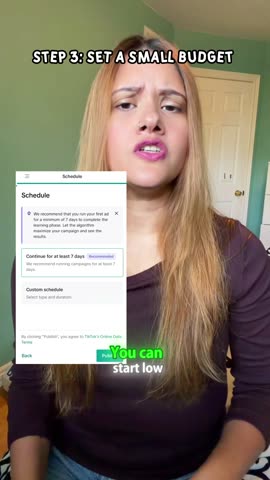 STEP 3: SET A SMALL BUDGET
Schedule
Schedule
We recommend that you run your first ad
for a minimum of 7 days to complete the
learning phase. Let the algorithm
maximize your campaign and see the
results.
Continue for at least 7 days Recommended
We recommend running campaigns for at least 7
days.
Custom schedule
Select type and duration.
By clicking "Publish", you agree to TikTok's
Terms
Back
Publ
You can
start low